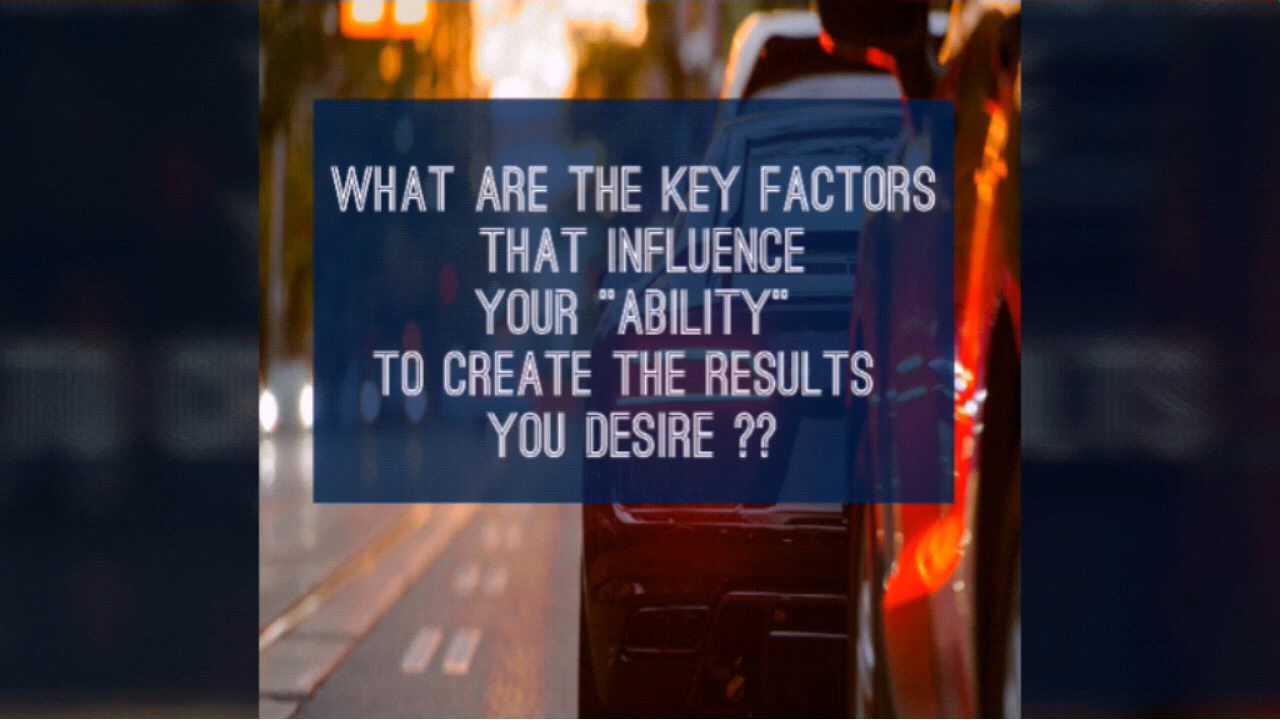 WHAT ARE THE KEY FACTORS
THAT INFLUENCE
YOUR "ABILITY"
TO CREATE THE RESULTS
YOU DESIRE ??